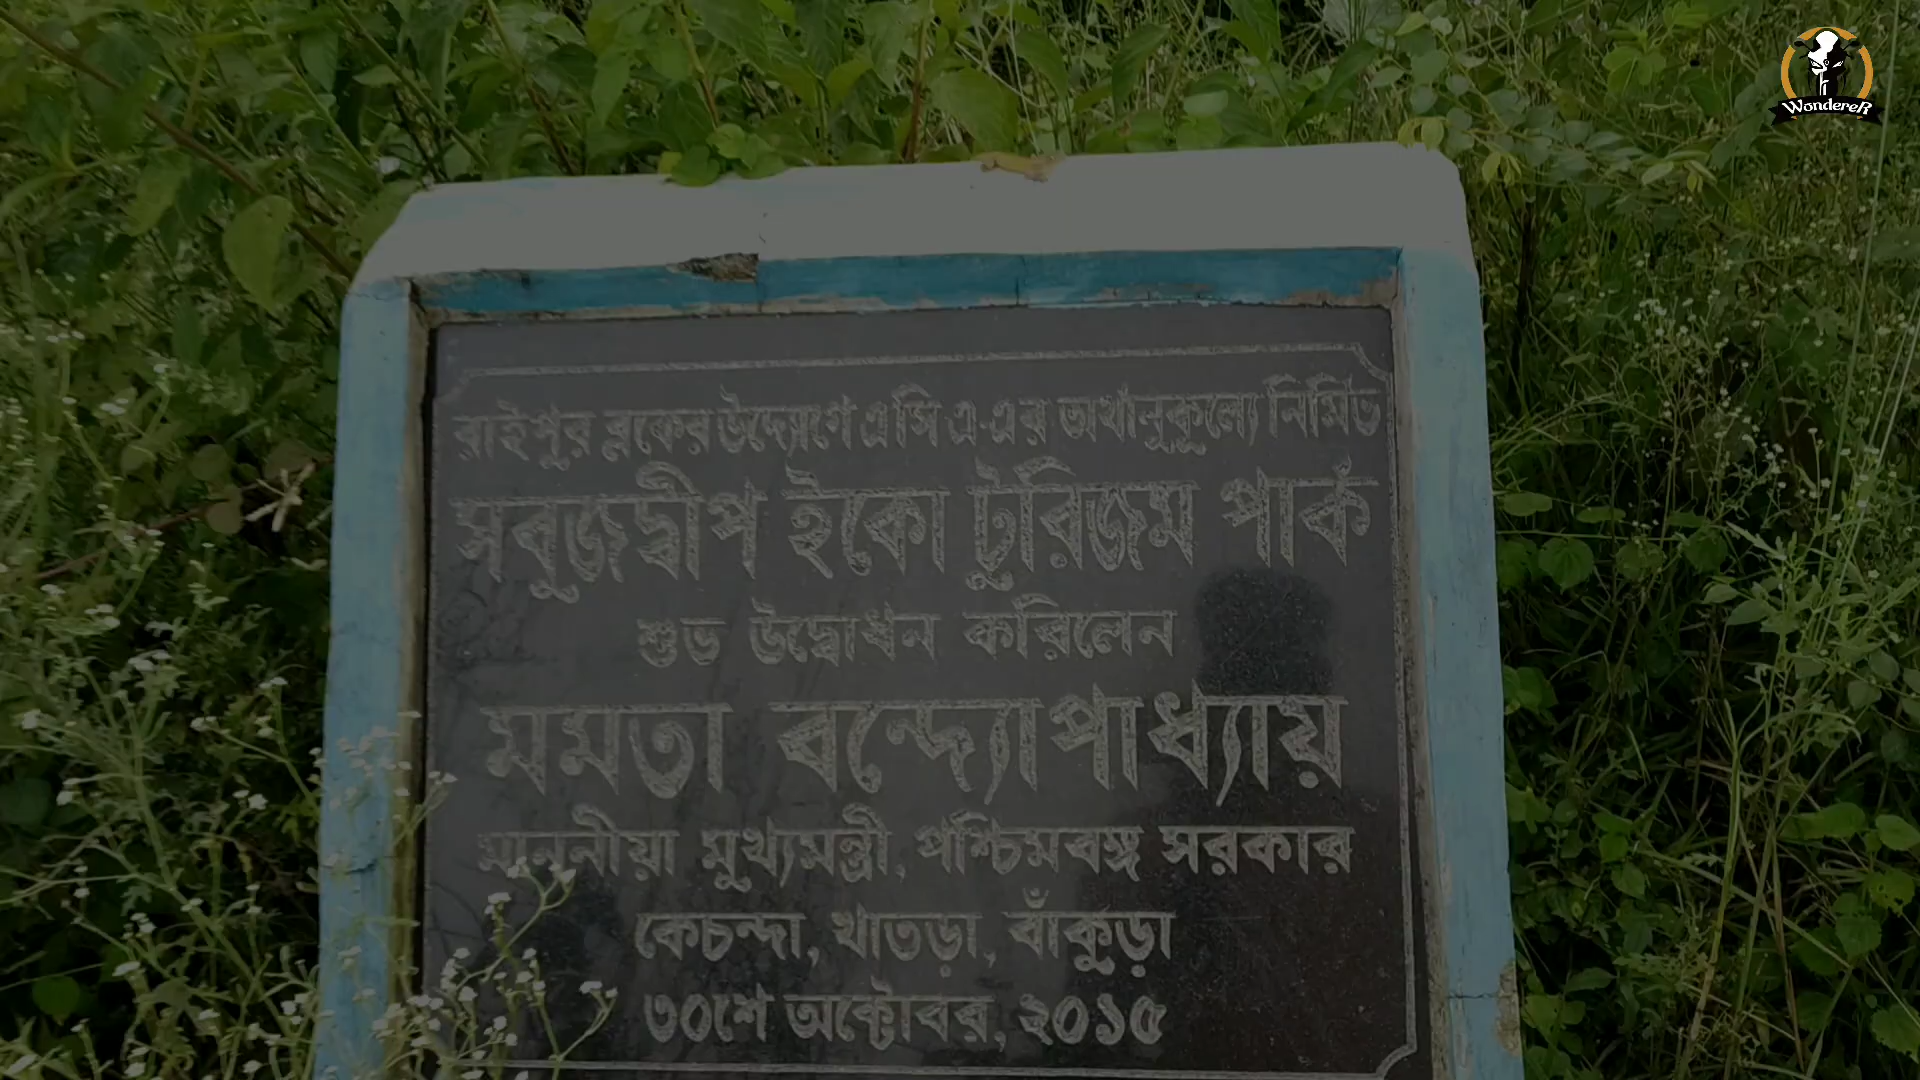 WondereR
রাইপুর ব্লকের উদ্যোগে এ সি এ-এর অর্থানুকুল্যে নির্মিত
সবুজদ্বীপ ইকো টুরিজম পার্ক
শুভ উদ্বোধন করিলেন
মমতা বন্দ্যোপাধ্যায়
মাননীয়া মুখ্যমন্ত্রী, পশ্চিমবঙ্গ সরকার
কেচন্দা, খাতড়া, বাঁকুড়া
৩০শে অক্টোবর, ২০১৫